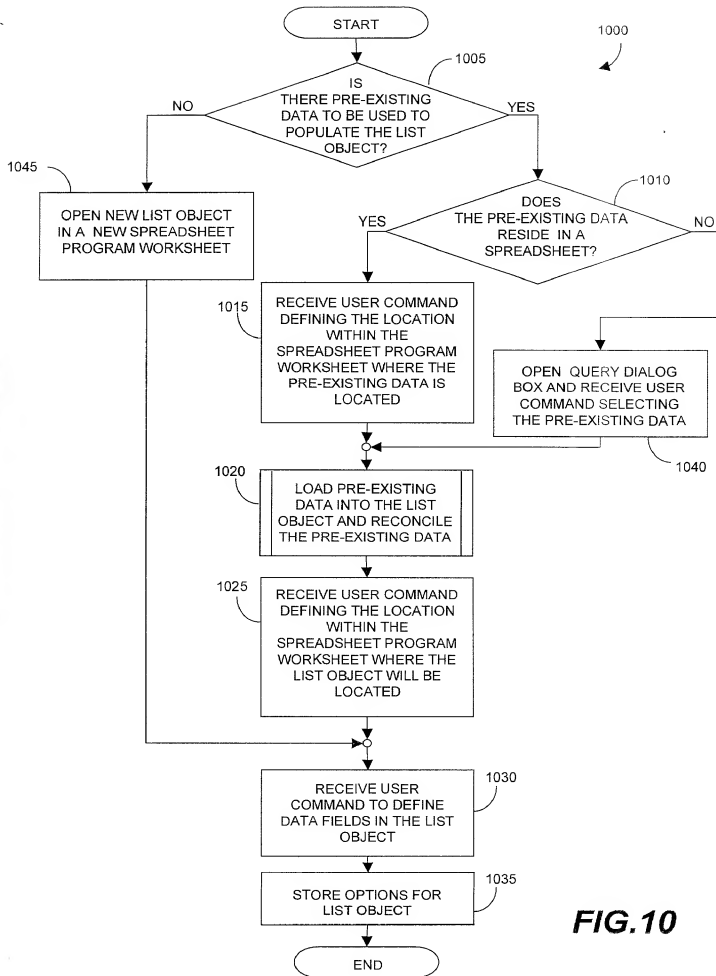 START
1000
1005
IS
THERE PRE-EXISTING
DATA TO BE USED TO
POPULATE THE LIST
OBJECT?
NO
YES
1045
OPEN NEW LIST OBJECT
IN A NEW SPREADSHEET
PROGRAM WORKSHEET
1010
DOES
THE PRE-EXISTING DATA
RESIDE IN A
SPREADSHEET?
YES
NO
1015
RECEIVE USER COMMAND
DEFINING THE LOCATION
WITHIN THE
SPREADSHEET PROGRAM
WORKSHEET WHERE THE
PRE-EXISTING DATA IS
LOCATED
OPEN QUERY DIALOG
BOX AND RECEIVE USER
COMMAND SELECTING
THE PRE-EXISTING DATA
1040
1020
LOAD PRE-EXISTING
DATA INTO THE LIST
OBJECT AND RECONCILE
THE PRE-EXISTING DATA
1025
RECEIVE USER COMMAND
DEFINING THE LOCATION
WITHIN THE
SPREADSHEET PROGRAM
WORKSHEET WHERE THE
LIST OBJECT WILL BE
LOCATED
RECEIVE USER
COMMAND TO DEFINE
DATA FIELDS IN THE LIST
OBJECT
1030
STORE OPTIONS FOR
LIST OBJECT
1035
END
FIG.10